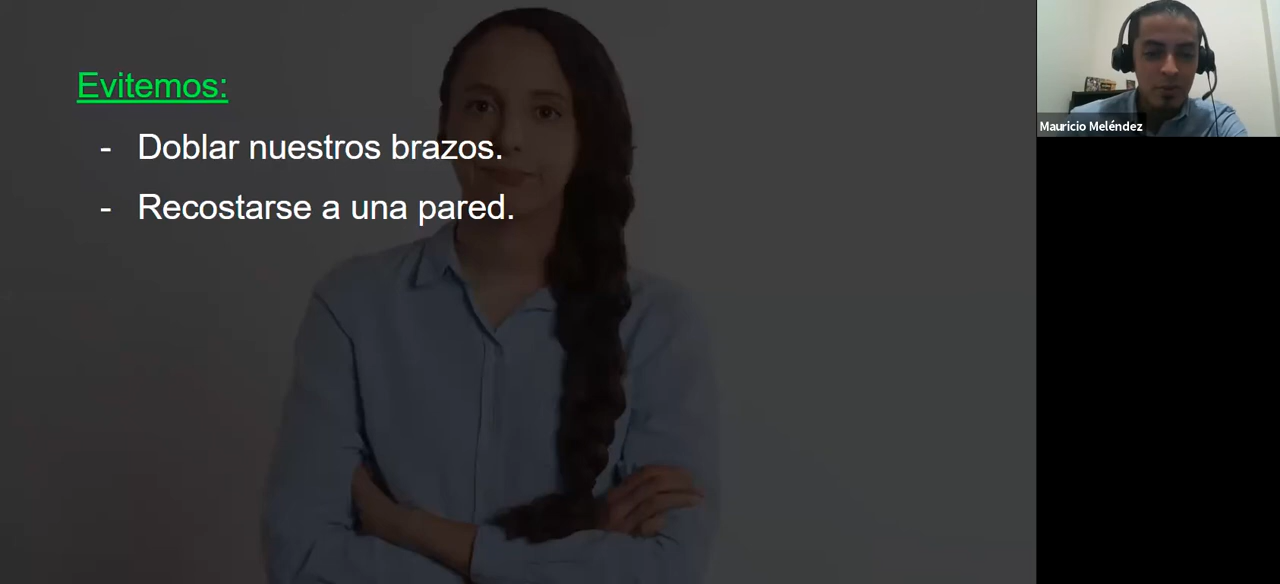 Evitemos:
- Doblar nuestros brazos.
- Recostarse a una pared.
Mauricio Meléndez